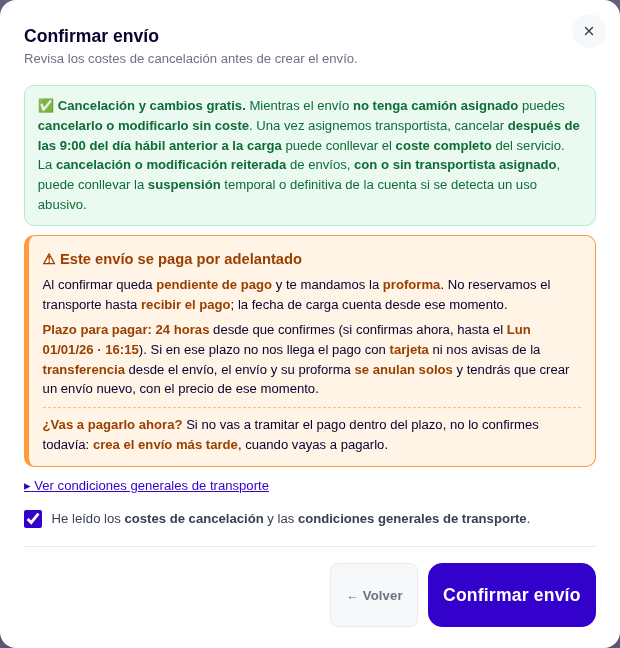 Confirmar envío
×
Revisa los costes de cancelación antes de crear el envío.
✅ Cancelación y cambios gratis. Mientras el envío no tenga camión asignado puedes
cancelarlo o modificarlo sin coste. Una vez asignemos transportista, cancelar después de
las 9:00 del día hábil anterior a la carga puede conllevar el coste completo del servicio.
La cancelación o modificación reiterada de envíos, con o sin transportista asignado,
puede conllevar la suspensión temporal o definitiva de la cuenta si se detecta un uso
abusivo.
⚠ Este envío se paga por adelantado
Al confirmar queda pendiente de pago y te mandamos la proforma. No reservamos el
transporte hasta recibir el pago; la fecha de carga cuenta desde ese momento.
Plazo para pagar: 24 horas desde que confirmes (si confirmas ahora, hasta el Lun
01/01/26 · 16:15). Si en ese plazo no nos llega el pago con tarjeta ni nos avisas de la
transferencia desde el envío, el envío y su proforma se anulan solos y tendrás que crear
un envío nuevo, con el precio de ese momento.
¿Vas a pagarlo ahora? Si no vas a tramitar el pago dentro del plazo, no lo confirmes
todavía: crea el envío más tarde, cuando vayas a pagarlo.
▸ Ver condiciones generales de transporte
He leído los costes de cancelación y las condiciones generales de transporte.
← Volver
Confirmar envío